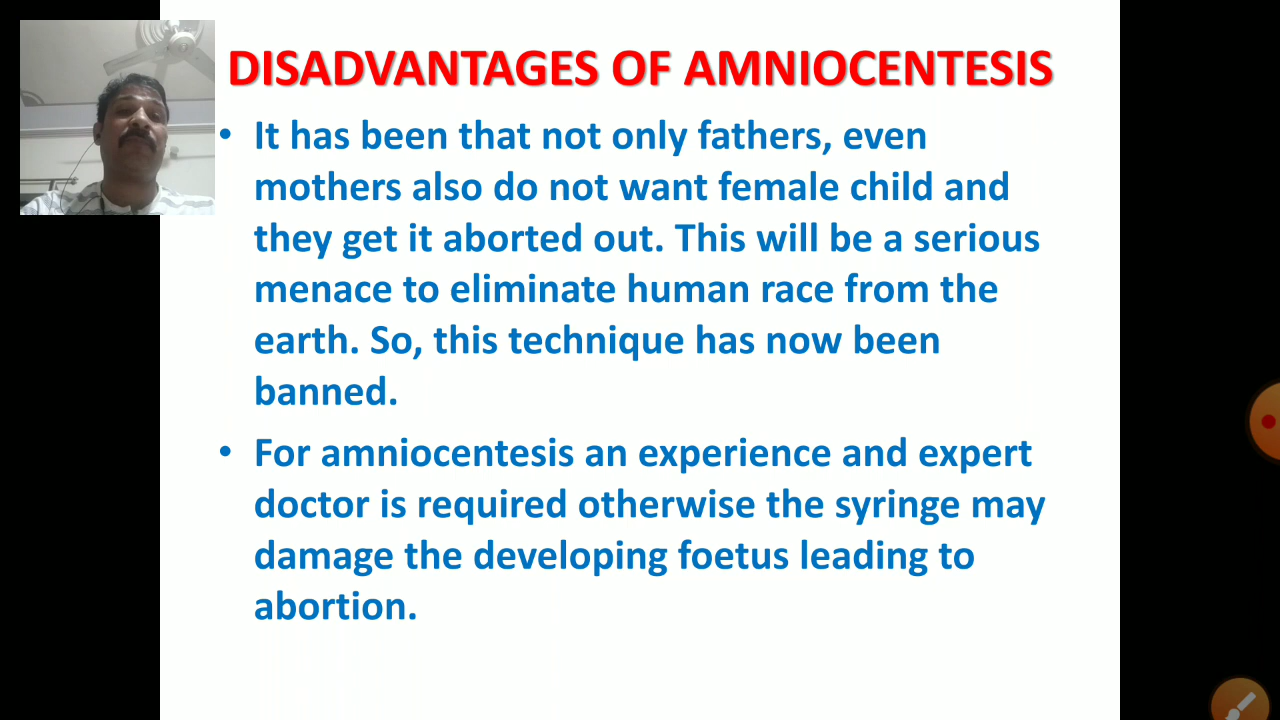 DISADVANTAGES OF AMNIOCENTESIS
• It has been that not only fathers, even
mothers also do not want female child and
they get it aborted out. This will be a serious
menace to eliminate human race from the
earth. So, this technique has now been
banned.
• For amniocentesis an experience and expert
doctor is required otherwise the syringe may
damage the developing foetus leading to
abortion.